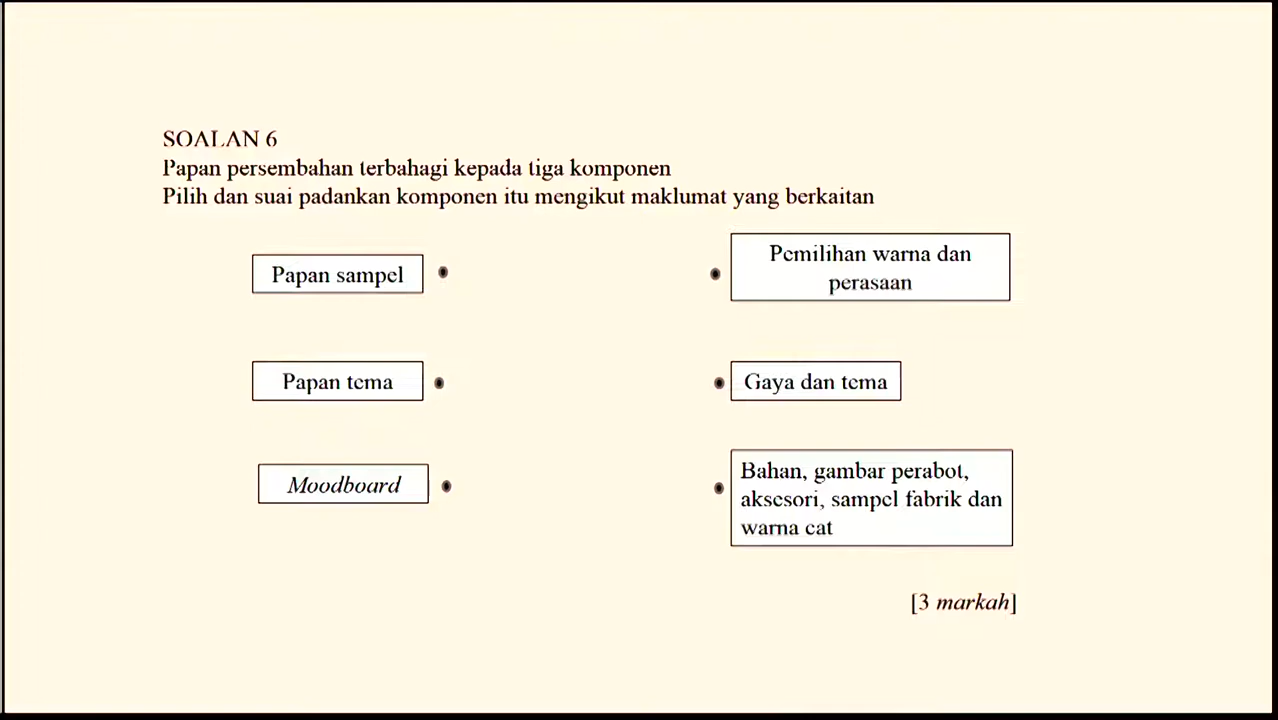 SOALAN 6
Papan persembahan terbahagi kepada tiga komponen
Pilih dan suai padankan komponen itu mengikut maklumat yang berkaitan
Papan sampel
Pemilihan warna dan
perasaan
Papan tema
Gaya dan tema
Moodboard
Bahan, gambar perabot,
aksesori, sampel fabrik dan
warna cat
[3 markah]